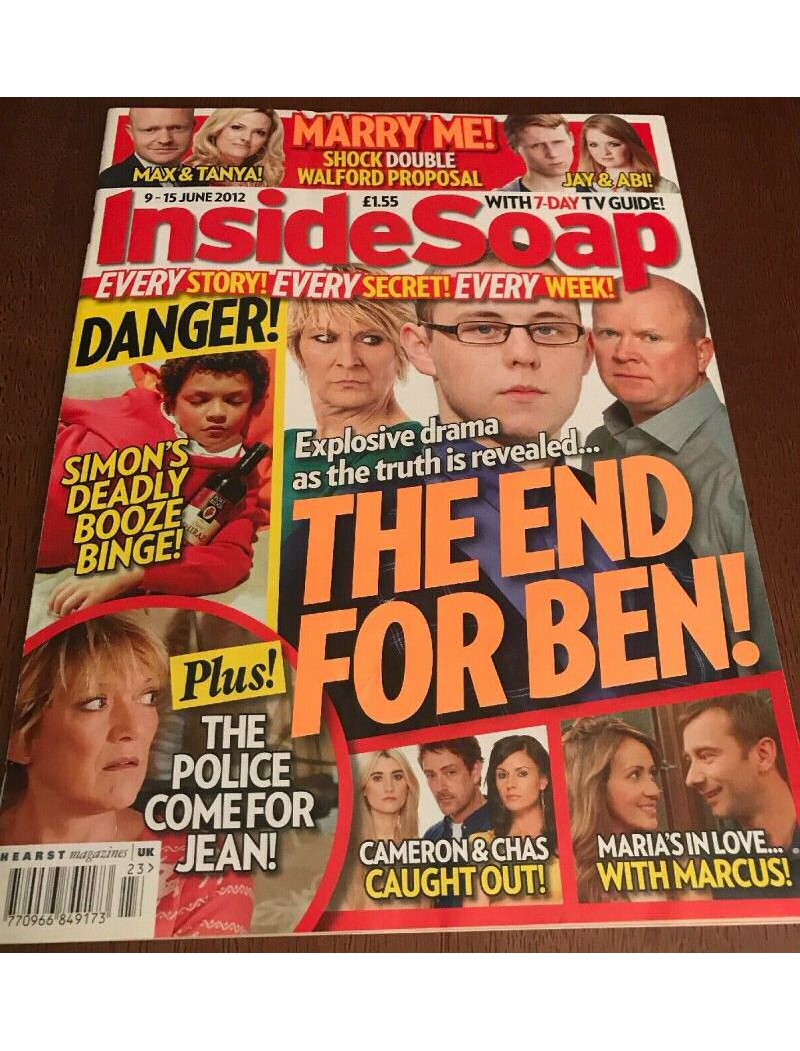 MARRY ME!
SHOCK DOUBLE
WALFORD PROPOSAL
MAX & TANYA!
JAY & ABI!
9 - 15 JUNE 2012
£1.55
WITH 7-DAY TV GUIDE!
InsideSoap
EVERY STORY! EVERY SECRET! EVERY WEEK!
DANGER!
SIMON'S
DEADLY
BOOZE
BINGE!
SHIRAZ
Explosive drama
as the truth is revealed...
THE END
FOR BEN!
Plus!
THE
POLICE
COME FOR
JEAN!
CAMERON & CHAS
CAUGHT OUT!
MARIA'S IN LOVE...
WITH MARCUS!
HEARST magazines UK
23>
770966 849173